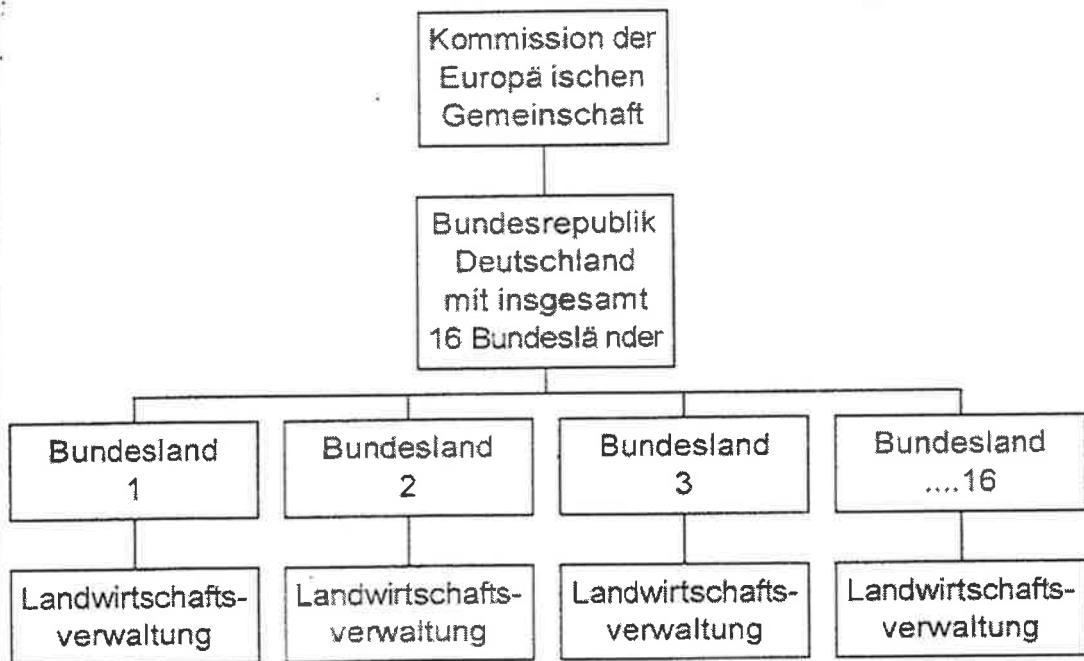 Kommission der
Europä ischen
Gemeinschaft
Bundesrepublik
Deutschland
mit insgesamt
16 Bundeslä nder
Bundesland
1
Bundesland
2
Bundesland
3
Bundesland
....16
Landwirtschafts-
verwaltung
Landwirtschafts-
verwaltung
Landwirtschafts-
verwaltung
Landwirtschafts-
verwaltung